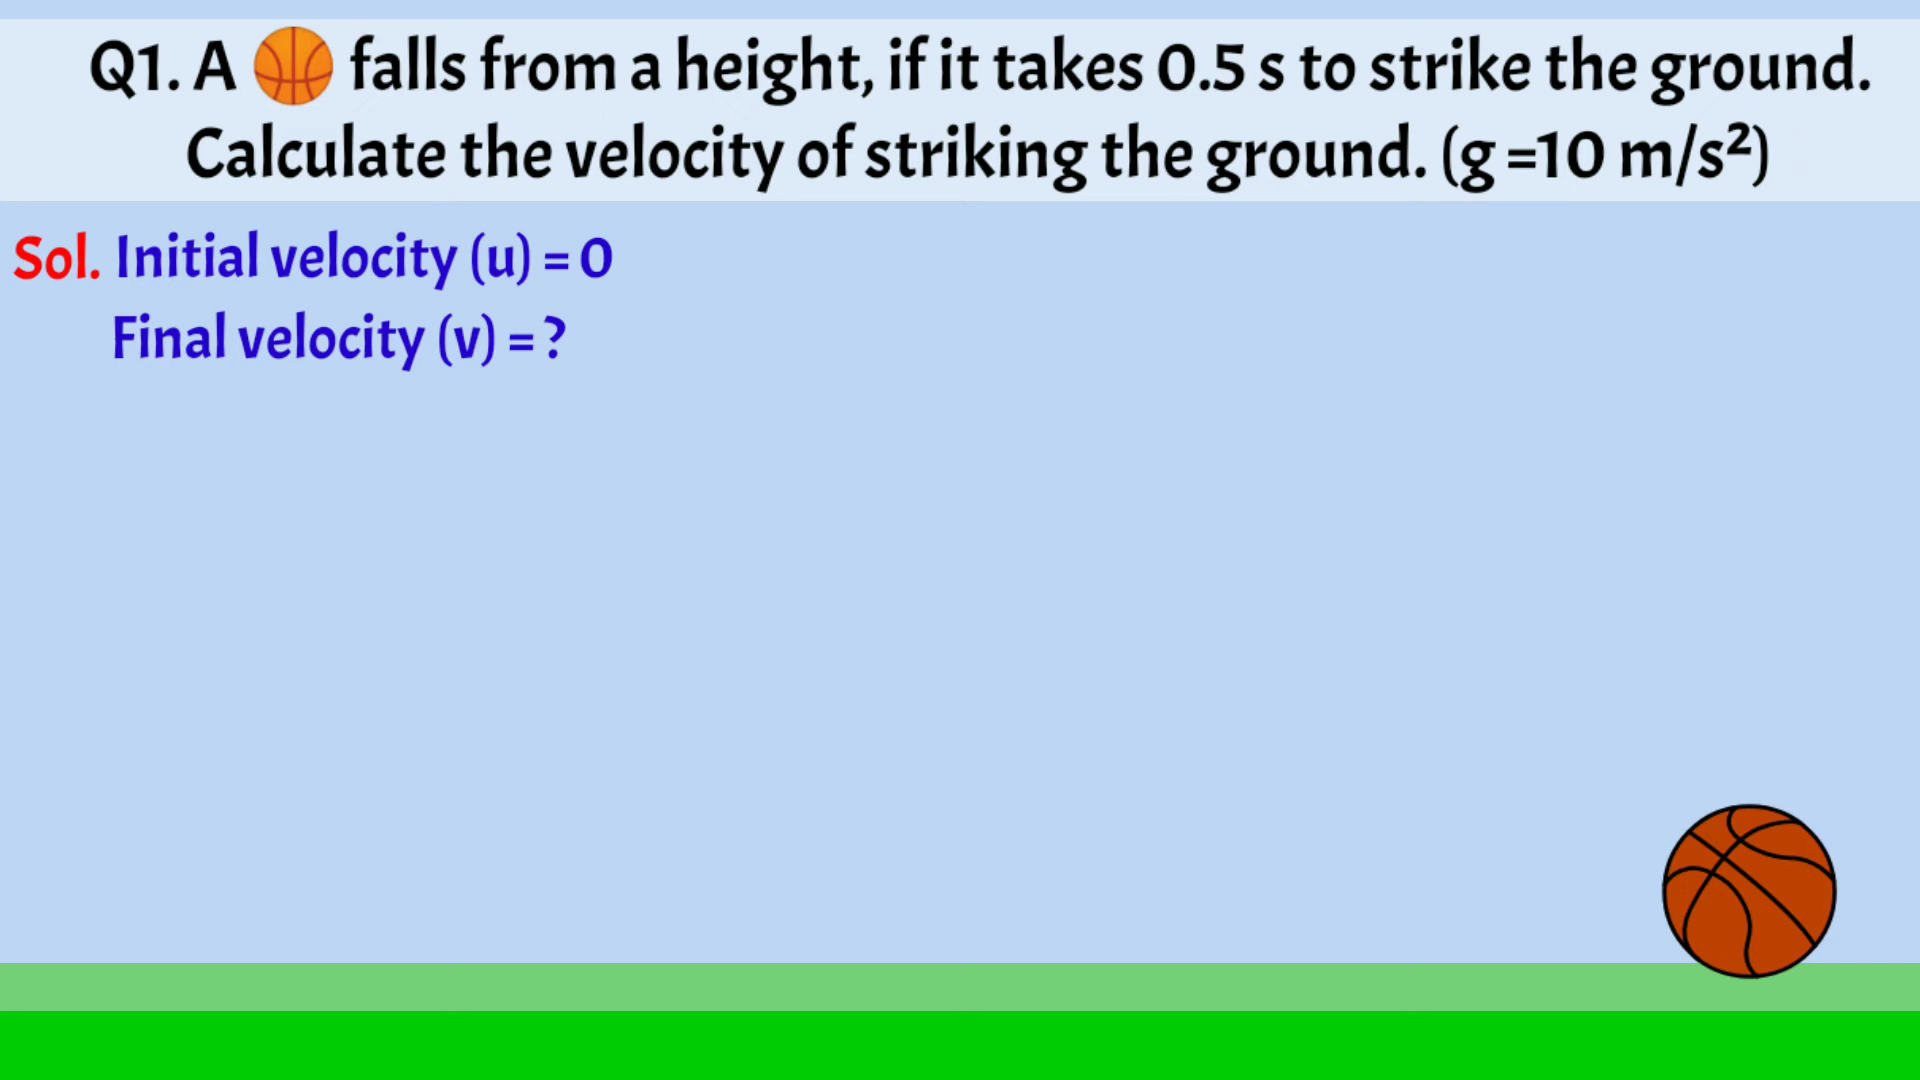 Q1. A 🏀 falls from a height, if it takes 0.5 s to strike the ground.
Calculate the velocity of striking the ground. (g =10 m/s²)
Sol. Initial velocity (u) = 0
Final velocity (v) = ?